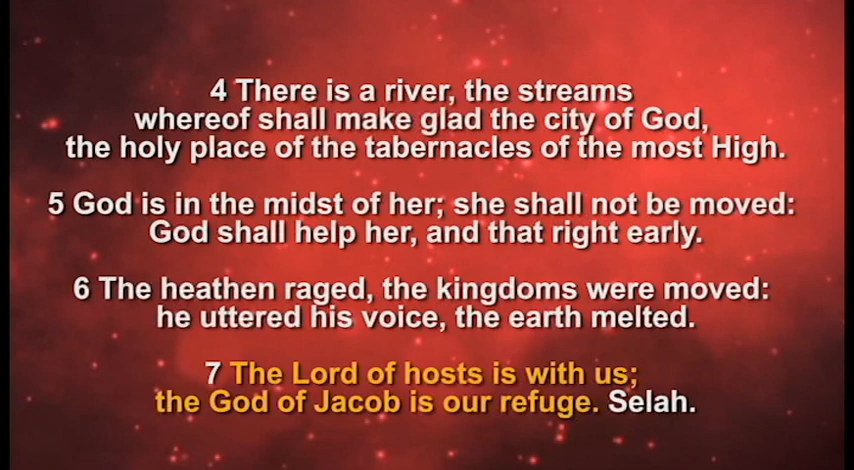 4 There is a river, the streams
whereof shall make glad the city of God,
the holy place of the tabernacles of the most High.
5 God is in the midst of her; she shall not be moved:
God shall help her, and that right early.
6 The heathen raged, the kingdoms were moved:
he uttered his voice, the earth melted.
7 The Lord of hosts is with us;
the God of Jacob is our refuge. Selah.